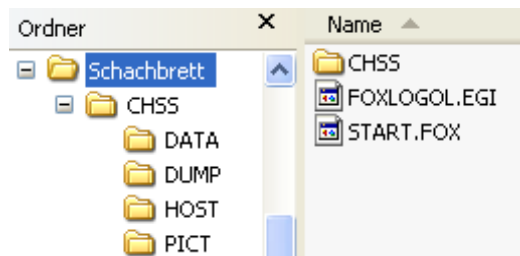 Ordner
Schachbrett
CHSS
DATA
DUMP
HOST
PICT
Name
CHSS
FOXLOGOL.EGI
START.FOX